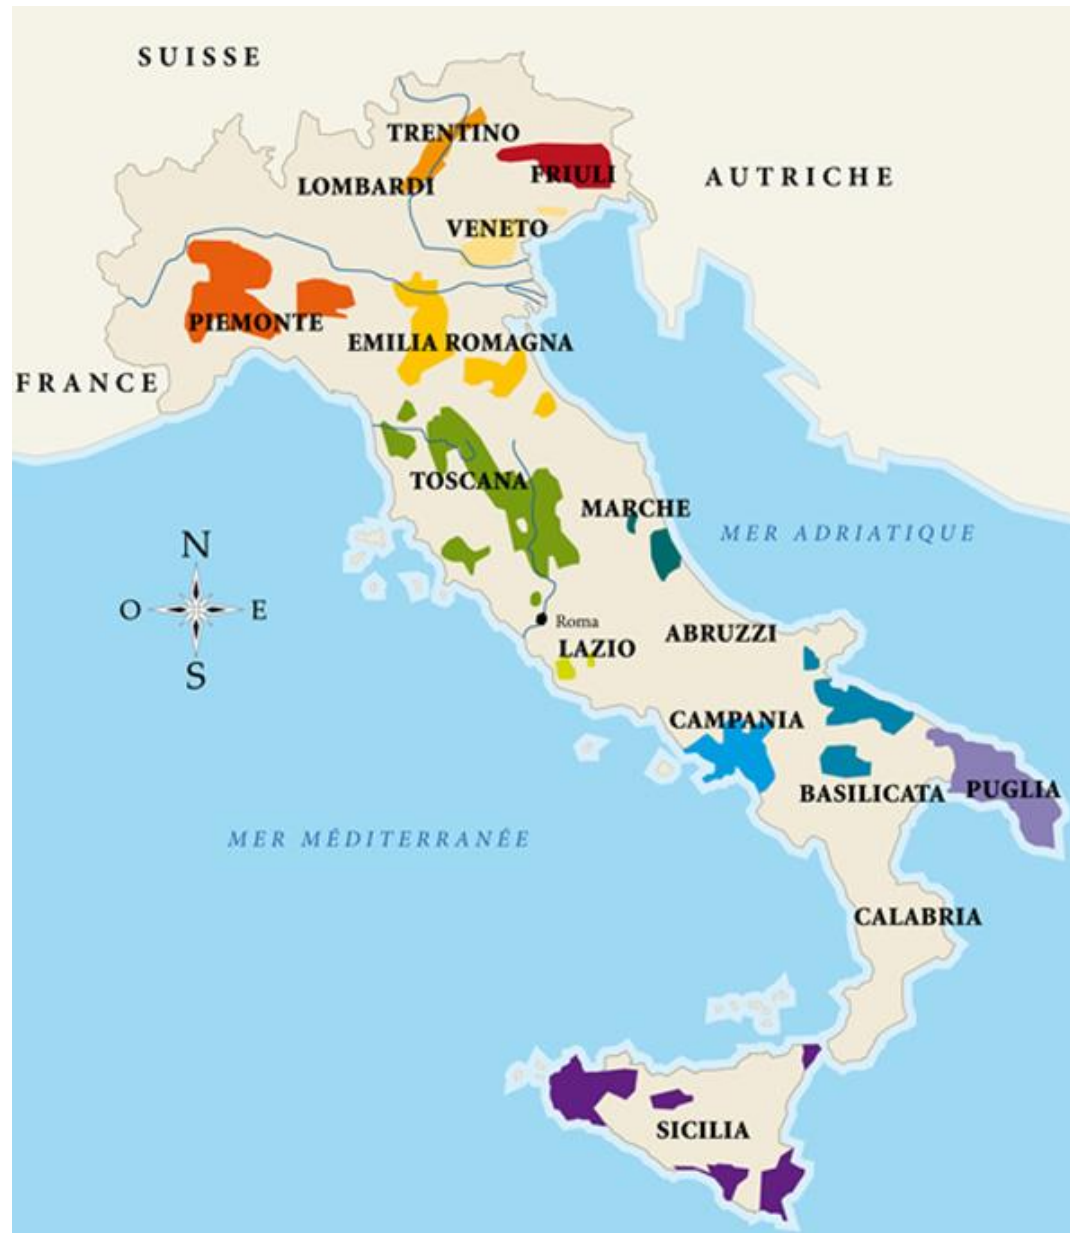 SUISSE
TRENTINO
FRIULI
AUTRICHE
LOMBARDI
VENETO
PIEMONTE
EMILIA ROMAGNA
FRANCE
TOSCANA
MARCHE
MER ADRIATIQUE
N
O
E
S
Roma
LAZIO
ABRUZZI
CAMPANIA
BASILICATA
PUGLIA
MER MÉDITERRANÉE
CALABRIA
SICILIA